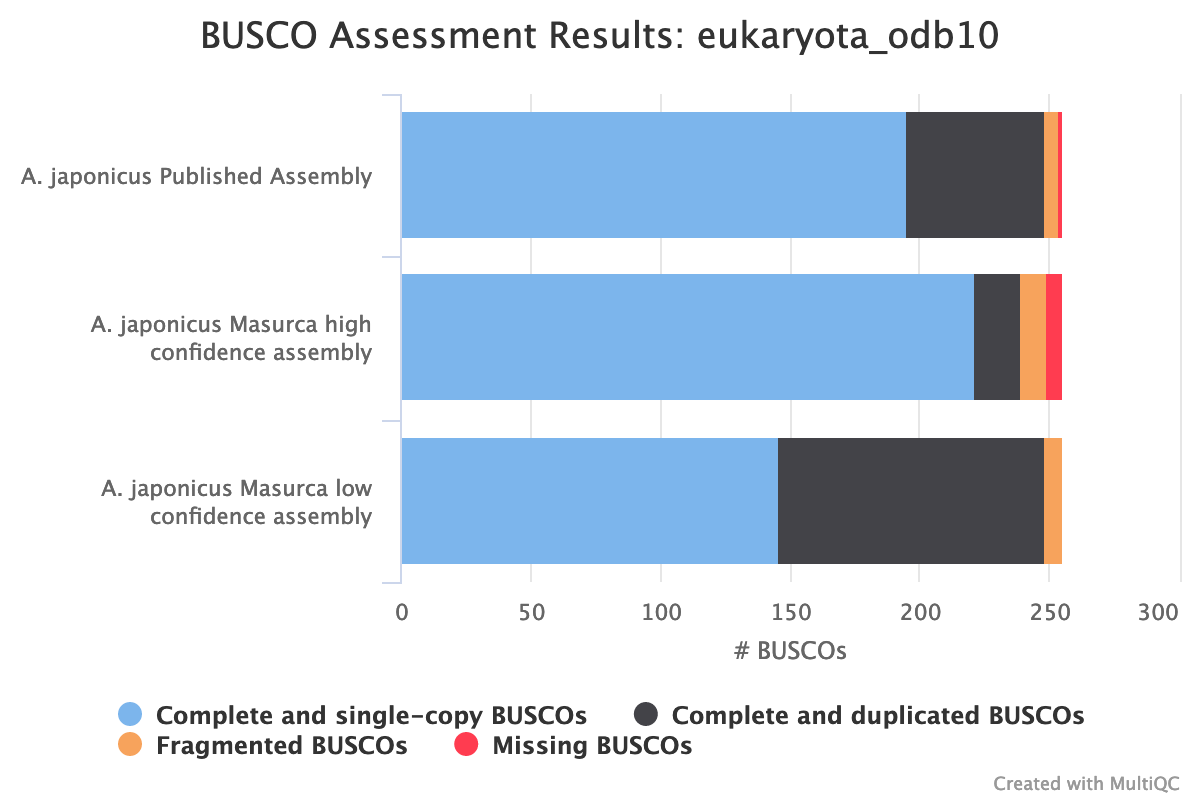 BUSCO Assessment Results: eukaryota_odb10
A. japonicus Published Assembly
A. japonicus Masurca high
confidence assembly
A. japonicus Masurca low
confidence assembly
0 50 100 150 200 250 300
# BUSCOs
Complete and single-copy BUSCOs Complete and duplicated BUSCOs
Fragmented BUSCOs Missing BUSCOs
Created with MultiQC